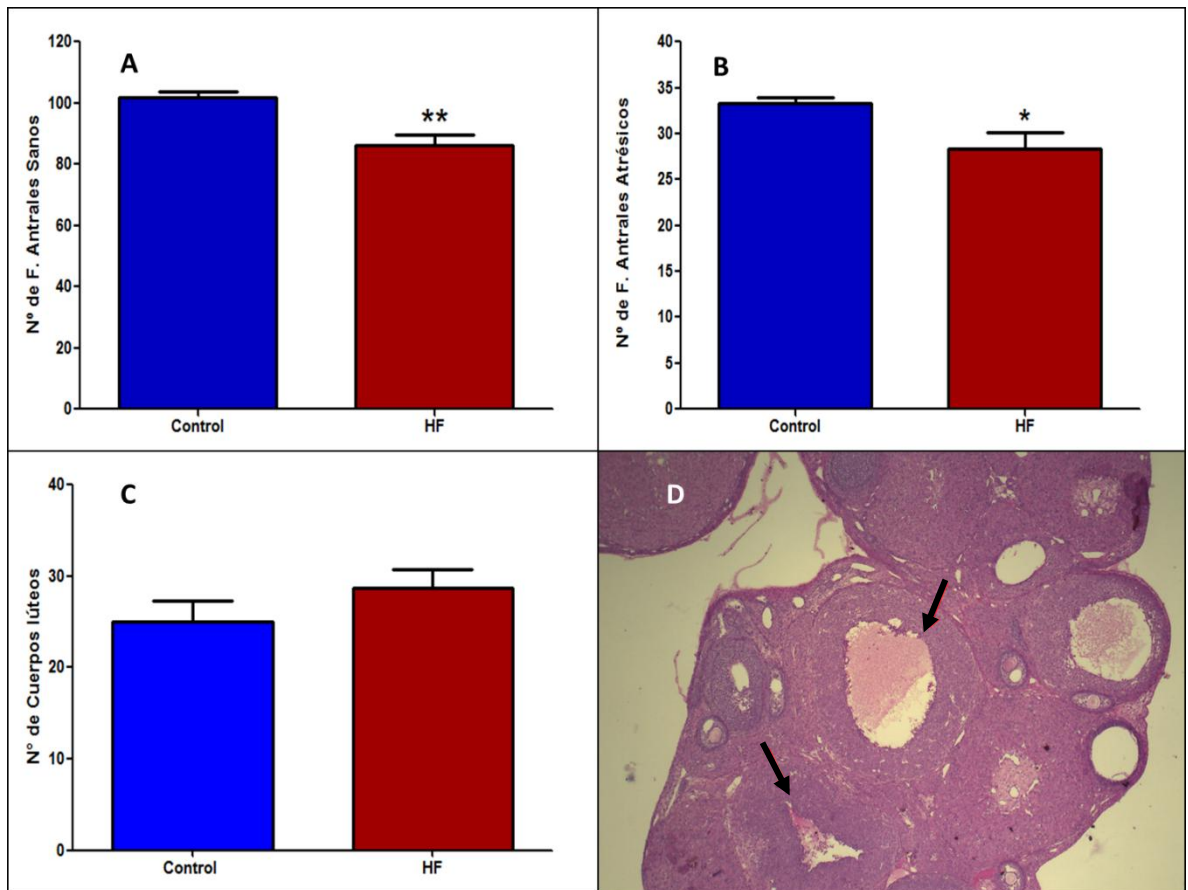 A
Nº de F. Antrales Sanos
120
100
80
60
40
20
0
**
Control
HF
B
Nº de F. Antrales Atrésicos
40
35
30
25
20
15
10
5
0
*
Control
HF
C
N° de Cuerpos lúteos
40
30
20
10
0
Control
HF
D